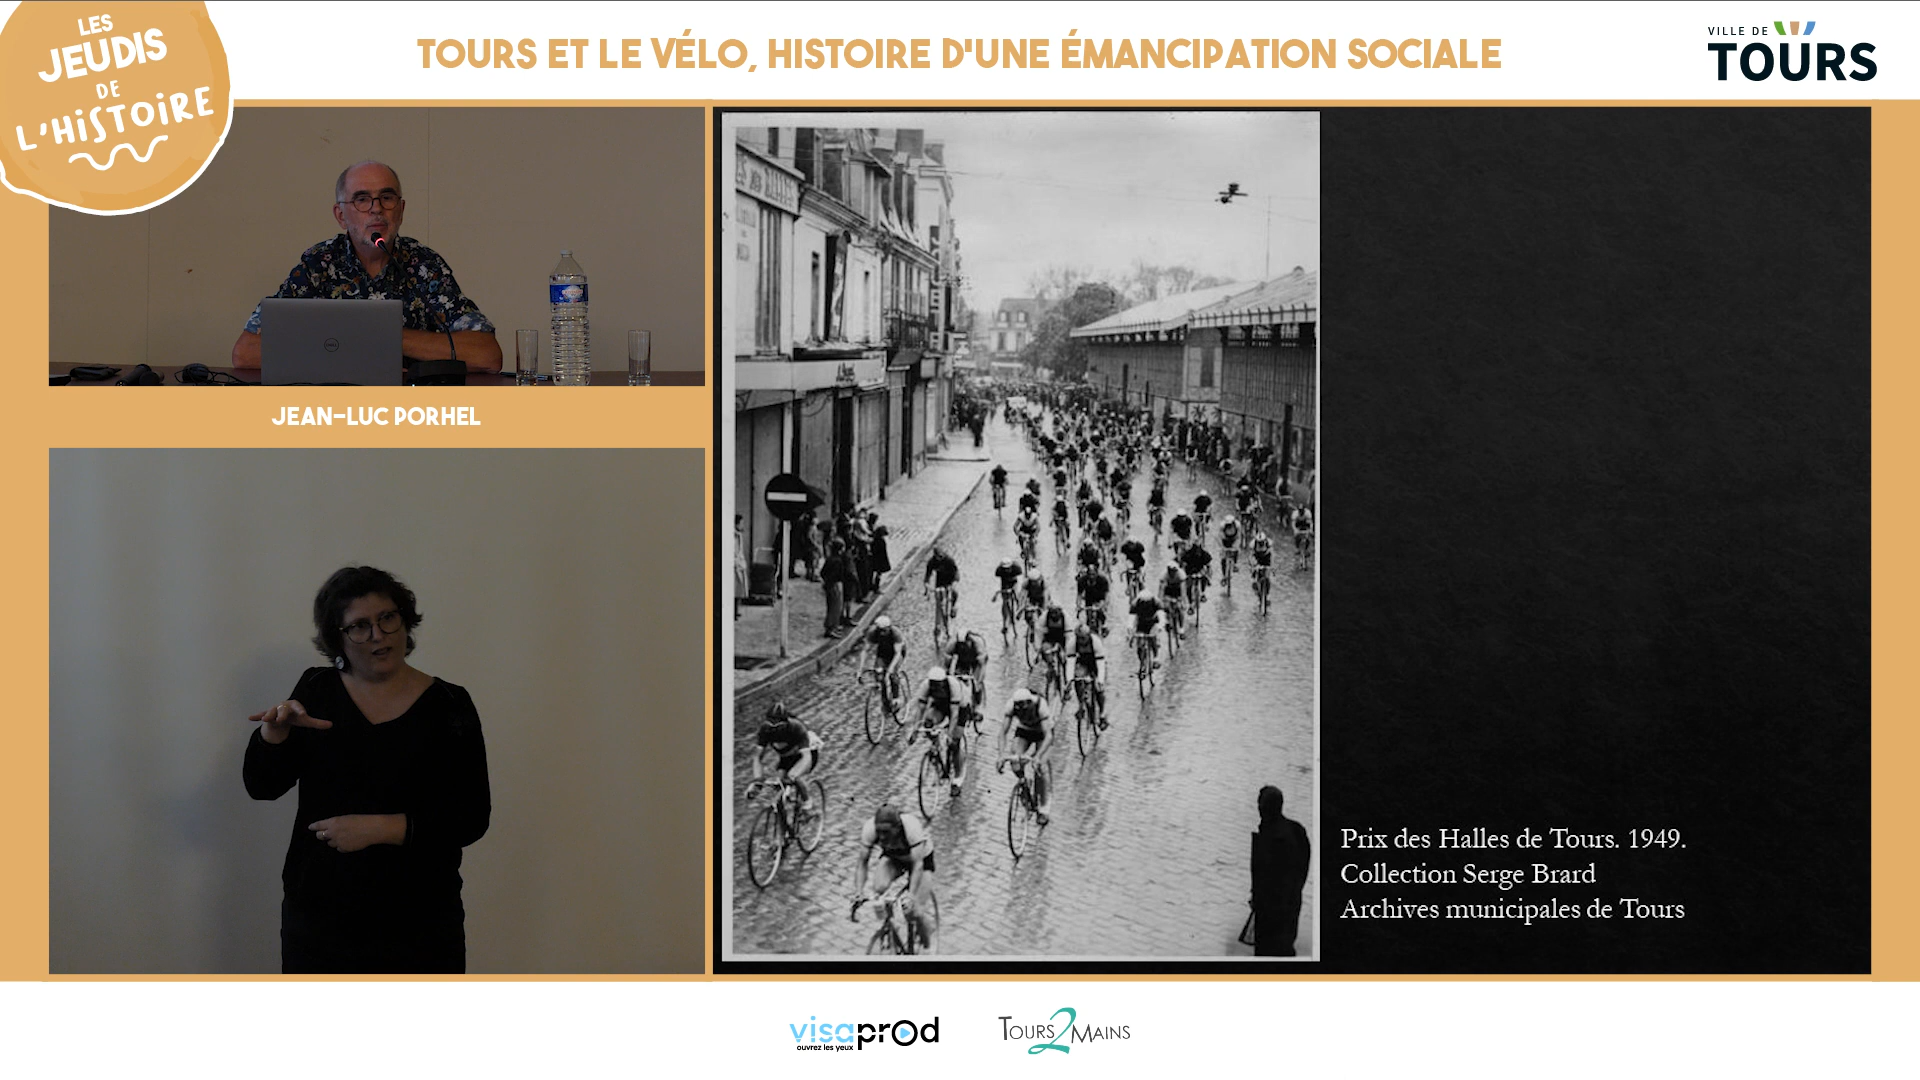 LES
JEUDIS
DE
L'HiSTOiRE
TOURS ET LE VÉLO, HISTOIRE D'UNE ÉMANCIPATION SOCIALE
VILLE DE
TOURS
JEAN-LUC PORHEL
Prix des Halles de Tours. 1949.
Collection Serge Brard
Archives municipales de Tours
visaprod
ouvrez les yeux
TOURS 2 MAINS